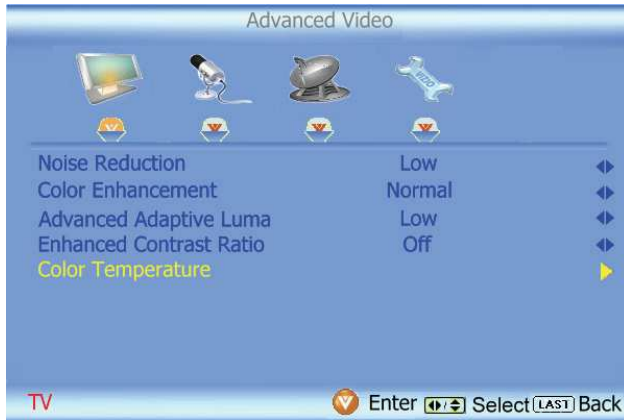 Advanced Video
VIZIO
Noise Reduction Low
Color Enhancement Normal
Advanced Adaptive Luma Low
Enhanced Contrast Ratio Off
Color Temperature
TV Enter Select LAST Back